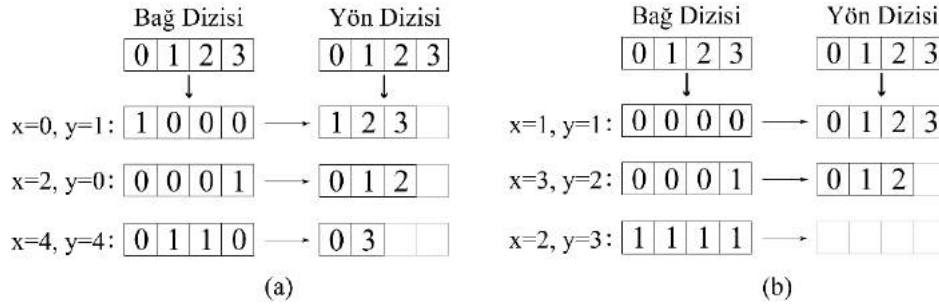 Bağ Dizisi Yön Dizisi
0 1 2 3 0 1 2 3
x=0, y=1: 1 0 0 0 1 2 3
x=2, y=0: 0 0 0 1 0 1 2
x=4, y=4: 0 1 1 0 0 3
(a)
Bağ Dizisi Yön Dizisi
0 1 2 3 0 1 2 3
x=1, y=1: 0 0 0 0 0 1 2 3
x=3, y=2: 0 0 0 1 0 1 2
x=2, y=3: 1 1 1 1
(b)